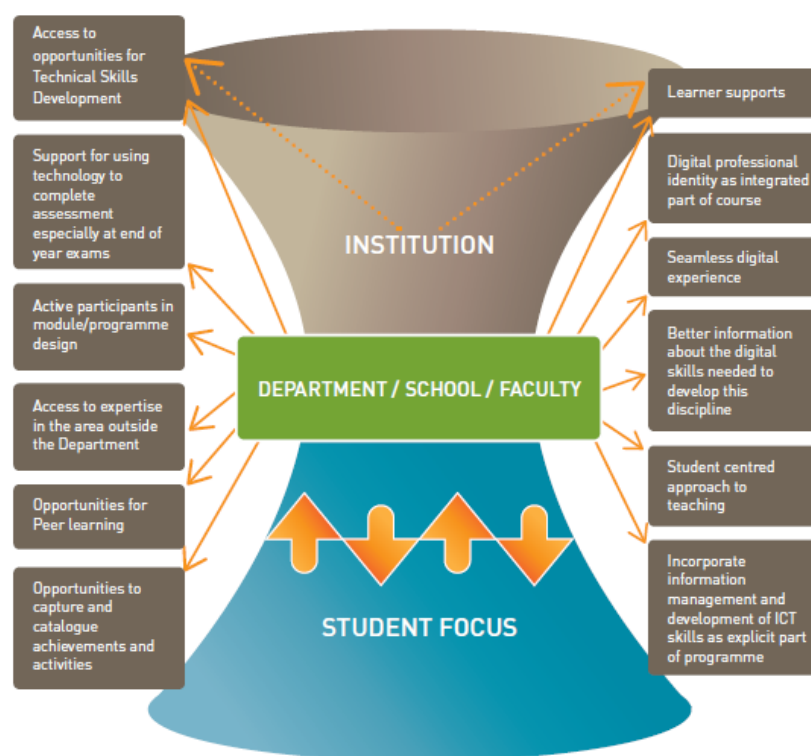 Access to
opportunities for
Technical Skills
Development
Support for using
technology to
complete
assessment
especially at end of
year exams
Active participants in
module/programme
design
Access to expertise
in the area outside
the Department
Opportunities for
Peer learning
Opportunities to
capture and
catalogue
achievements and
activities
INSTITUTION
DEPARTMENT / SCHOOL / FACULTY
STUDENT FOCUS
Learner supports
Digital professional
identity as integrated
part of course
Seamless digital
experience
Better information
about the digital
skills needed to
develop this
discipline
Student centred
approach to
teaching
Incorporate
information
management and
development of ICT
skills as explicit part
of programme